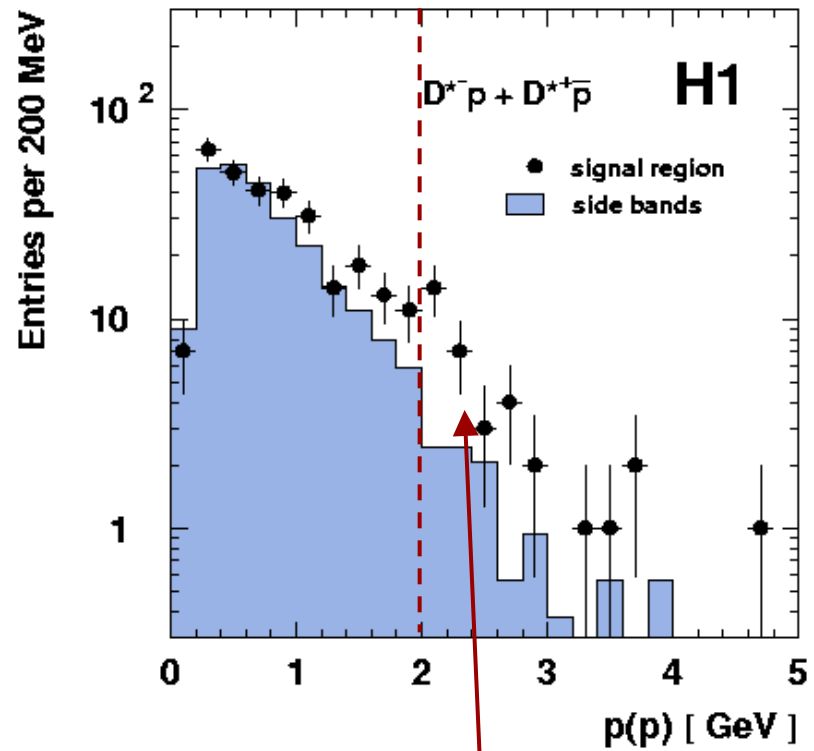 Entries per 200 MeV
10 2
10
1
D*-p + D*+p̄
H1
signal region
side bands
0 1 2 3 4 5
p(p) [ GeV ]